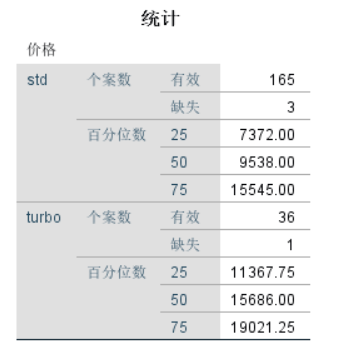 统计
价格
std 个案数 有效 165
缺失 3
百分位数 25 7372.00
50 9538.00
75 15545.00
turbo 个案数 有效 36
缺失 1
百分位数 25 11367.75
50 15686.00
75 19021.25